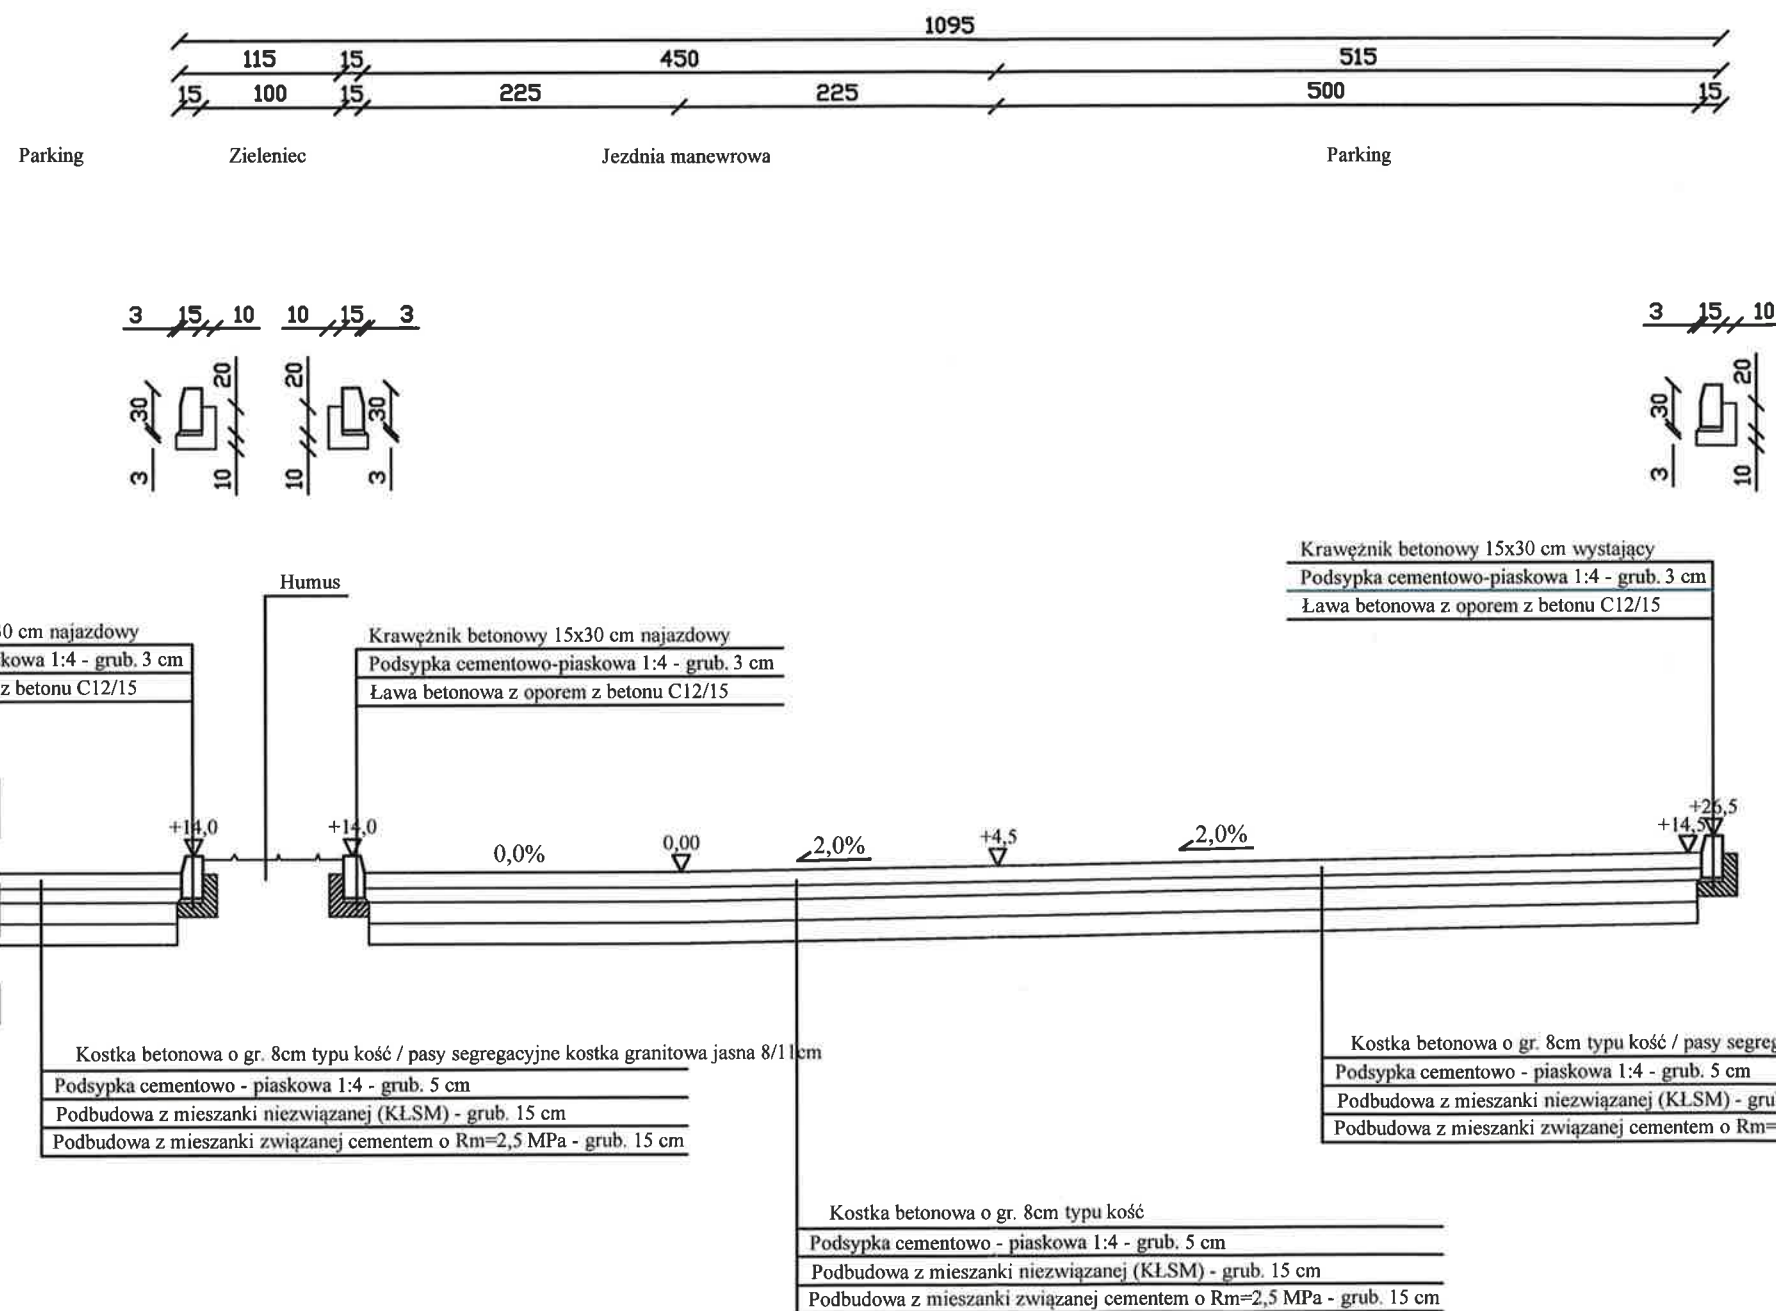 1095
115 15 450 515
15 100 15 225 225 500 15
Parking Zieleniec Jezdnia manewrowa Parking
3 15 10 10 15 3 3 15 10
30 20 20 30 30 20
3 10 10 3 3 10
Krawężnik betonowy 15x30 cm wystający
Podsypka cementowo-piaskowa 1:4 - grub. 3 cm
Ława betonowa z oporem z betonu C12/15
Humus
0 cm najazdowy
kowa 1:4 - grub. 3 cm
z betonu C12/15
Krawężnik betonowy 15x30 cm najazdowy
Podsypka cementowo-piaskowa 1:4 - grub. 3 cm
Ława betonowa z oporem z betonu C12/15
+14,0 +14,0 0,0% 0,00 2,0% +4,5 2,0% +14,5 +26,5
Kostka betonowa o gr. 8cm typu kość / pasy segregacyjne kostka granitowa jasna 8/11cm
Podsypka cementowo - piaskowa 1:4 - grub. 5 cm
Podbudowa z mieszanki niezwiązanej (KŁSM) - grub. 15 cm
Podbudowa z mieszanki związanej cementem o Rm=2,5 MPa - grub. 15 cm
Kostka betonowa o gr. 8cm typu kość / pasy segreg
Podsypka cementowo - piaskowa 1:4 - grub. 5 cm
Podbudowa z mieszanki niezwiązanej (KŁSM) - gru
Podbudowa z mieszanki związanej cementem o Rm=
Kostka betonowa o gr. 8cm typu kość
Podsypka cementowo - piaskowa 1:4 - grub. 5 cm
Podbudowa z mieszanki niezwiązanej (KŁSM) - grub. 15 cm
Podbudowa z mieszanki związanej cementem o Rm=2,5 MPa - grub. 15 cm